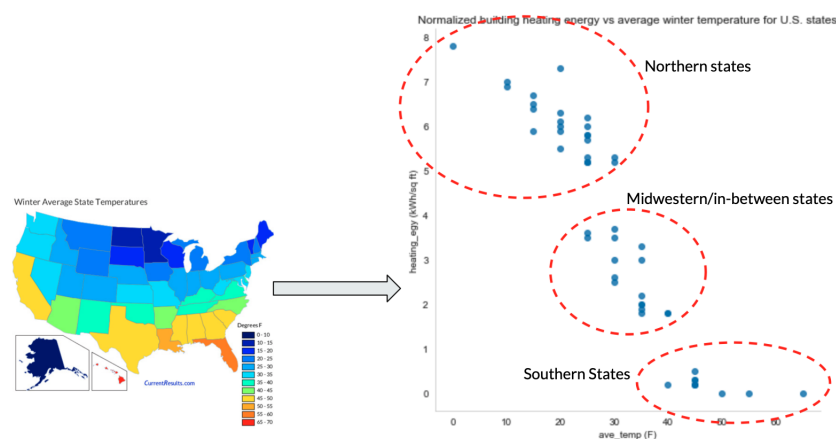 Normalized building heating energy vs average winter temperature for U.S. states
8
Northern states
7
6
5
heating_egy (kWh/sq ft)
Midwestern/in-between states
4
3
2
1
Southern States
0
0 10 20 30 40 50 60
ave_temp (F)
Winter Average State Temperatures
Degrees F
0 - 10
10 - 15
15 - 20
20 - 25
25 - 30
30 - 35
35 - 40
40 - 45
45 - 50
50 - 55
55 - 60
65 - 70
CurrentResults.com